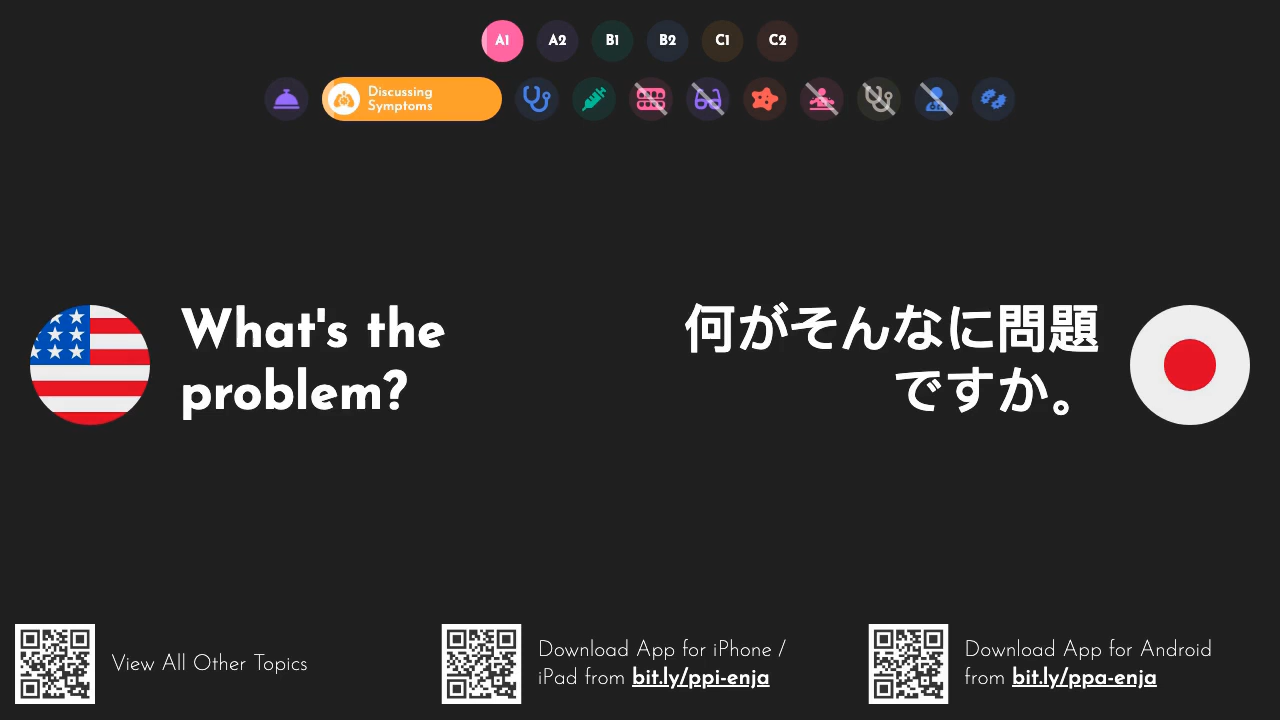 A1 A2 B1 B2 C1 C2
Discussing
Symptoms
What's the
problem?
何がそんなに問題
ですか。
View All Other Topics
Download App for iPhone /
iPad from bit.ly/ppi-enja
Download App for Android
from bit.ly/ppa-enja